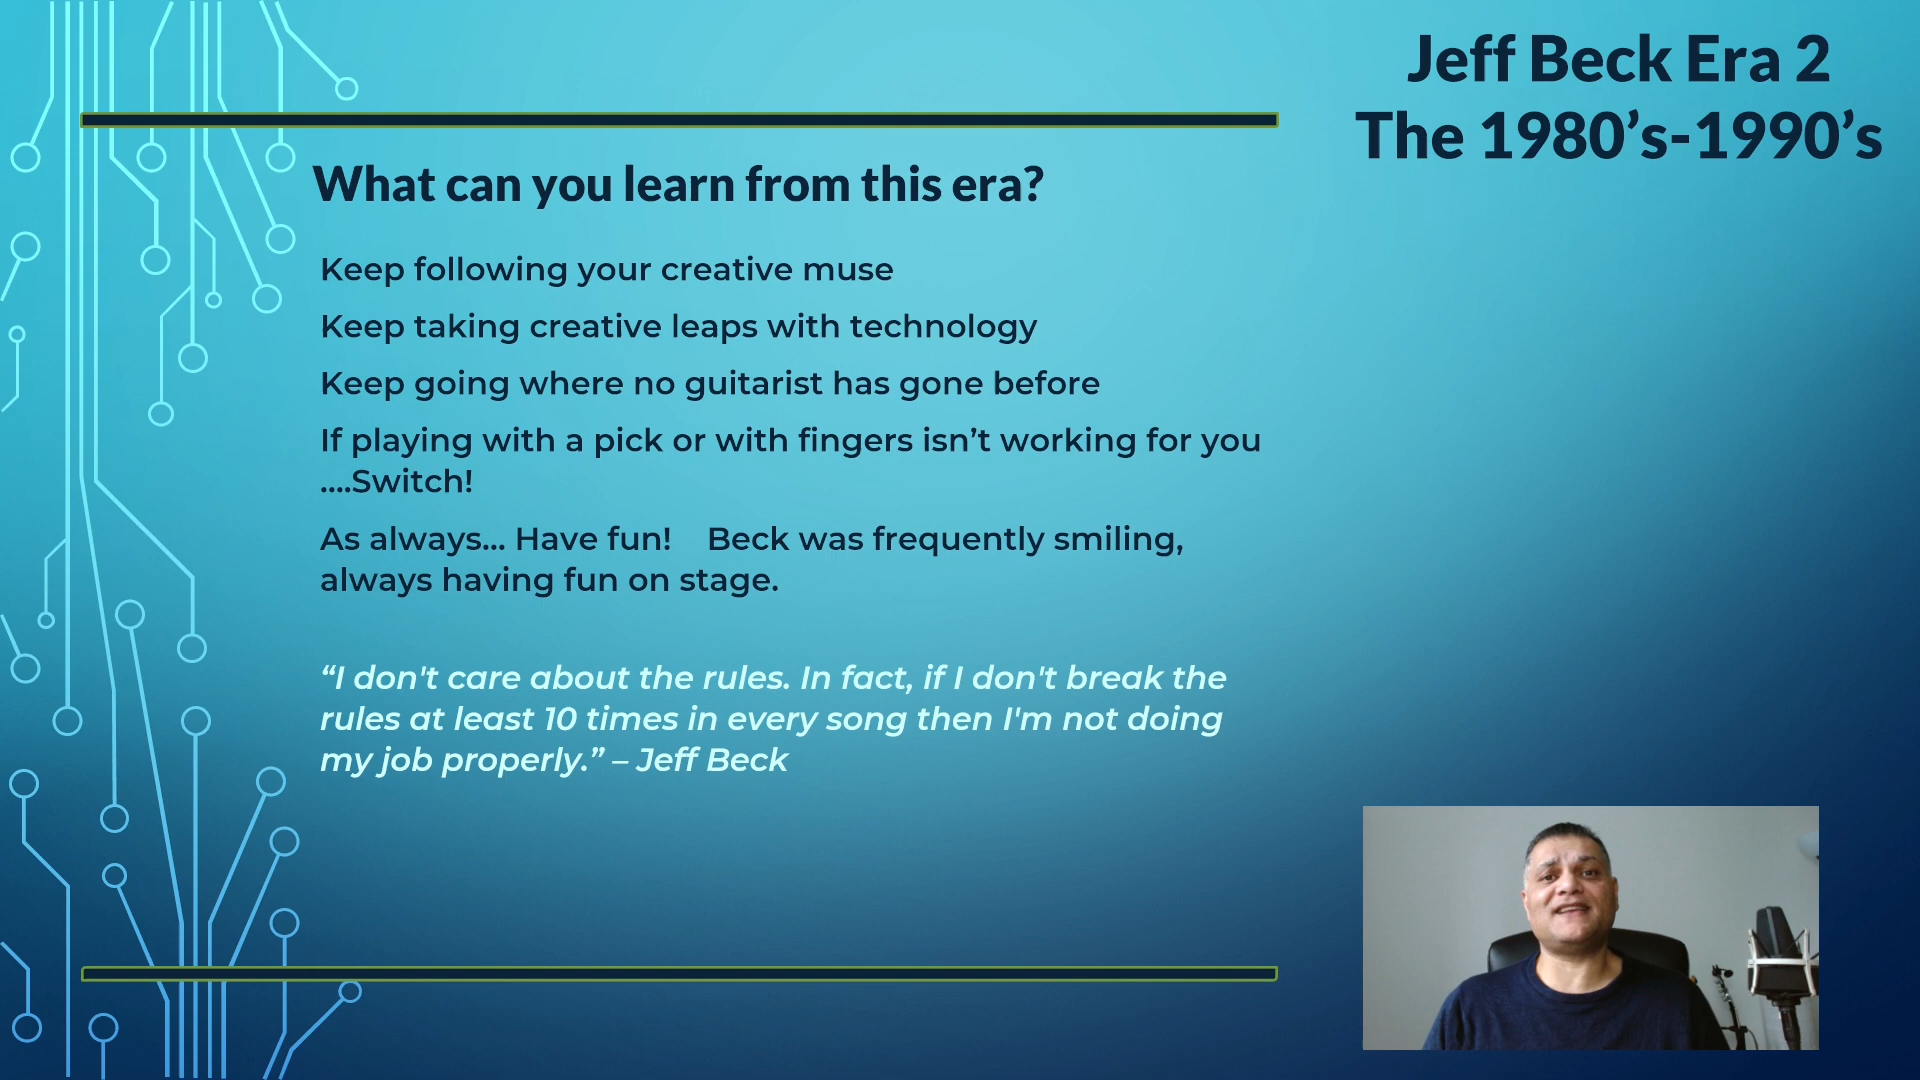 Jeff Beck Era 2
The 1980’s-1990’s
What can you learn from this era?
Keep following your creative muse
Keep taking creative leaps with technology
Keep going where no guitarist has gone before
If playing with a pick or with fingers isn’t working for you
....Switch!
As always... Have fun!    Beck was frequently smiling,
always having fun on stage.
“I don't care about the rules. In fact, if I don't break the
rules at least 10 times in every song then I'm not doing
my job properly.” – Jeff Beck